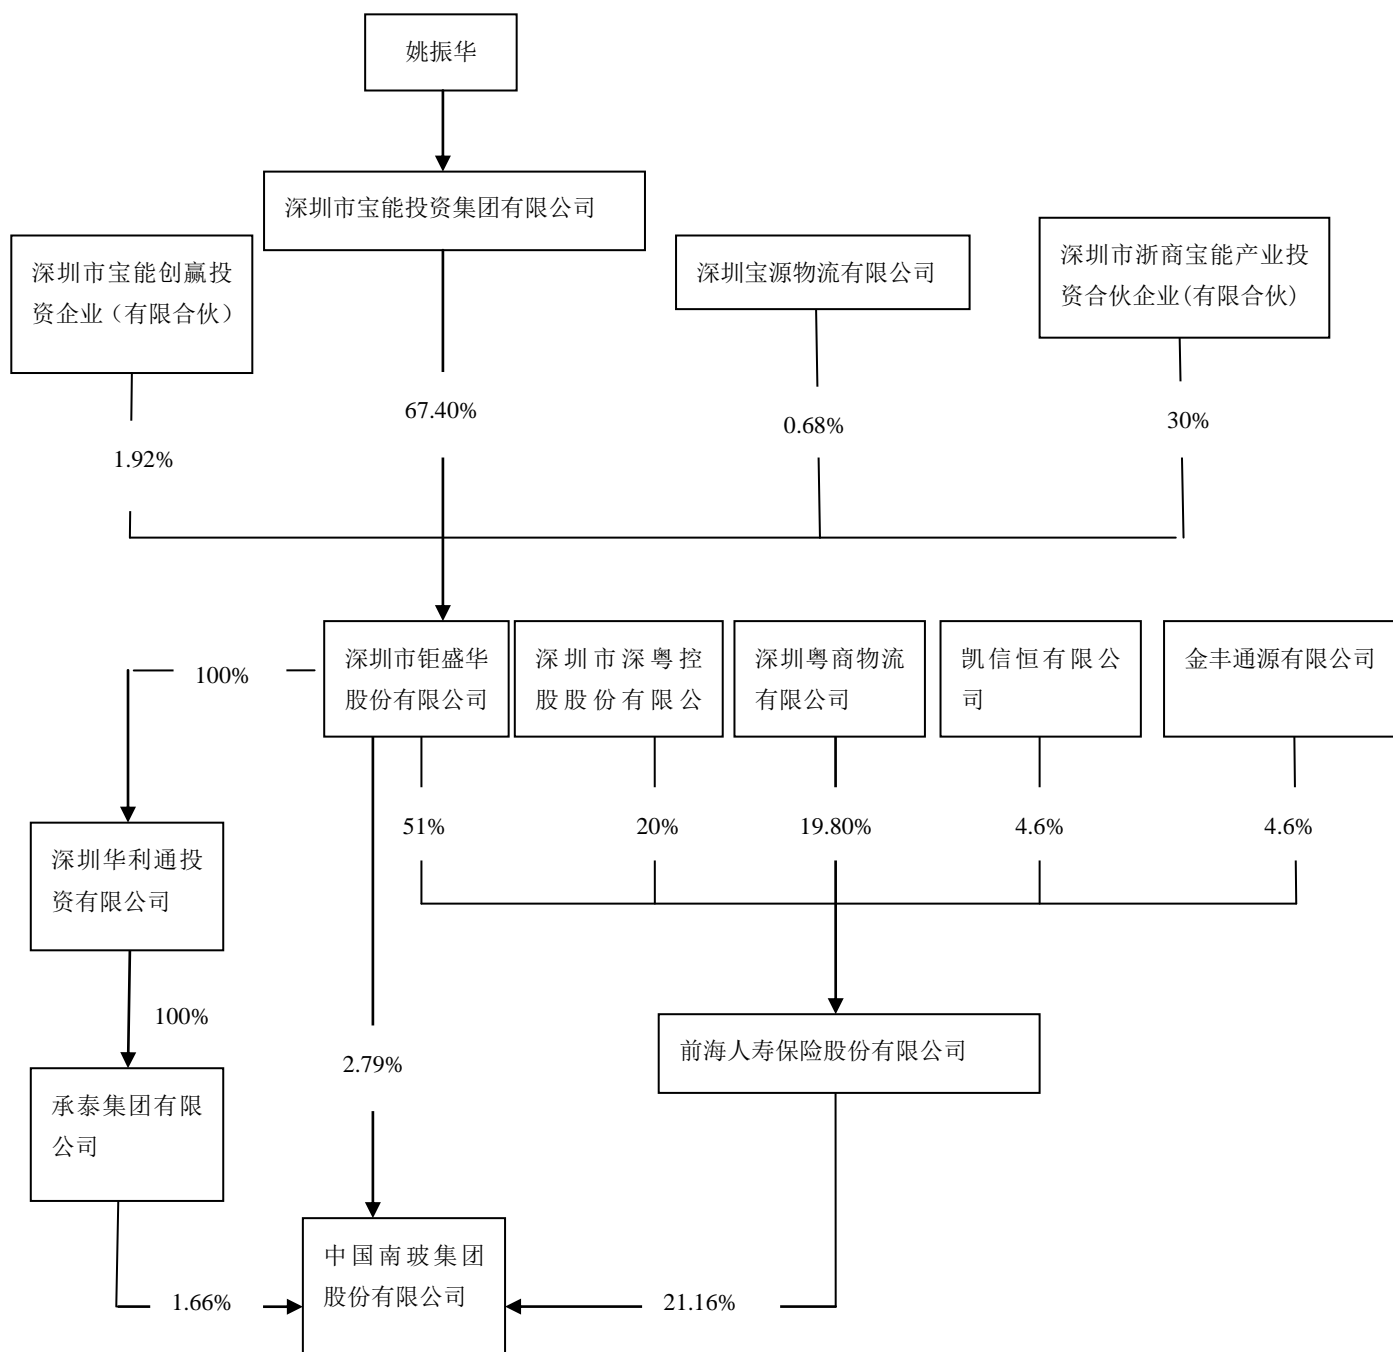 姚振华
深圳市宝能投资集团有限公司
深圳市宝能创赢投
资企业（有限合伙）
深圳宝源物流有限公司
深圳市浙商宝能产业投
资合伙企业(有限合伙)
67.40%
0.68%
30%
1.92%
深圳市钜盛华
股份有限公司
深圳市深粤控
股股份有限公
深圳粤商物流
有限公司
凯信恒有限公
司
金丰通源有限公司
100%
51%
20%
19.80%
4.6%
4.6%
深圳华利通投
资有限公司
100%
2.79%
前海人寿保险股份有限公司
承泰集团有限
公司
中国南玻集团
股份有限公司
1.66%
21.16%